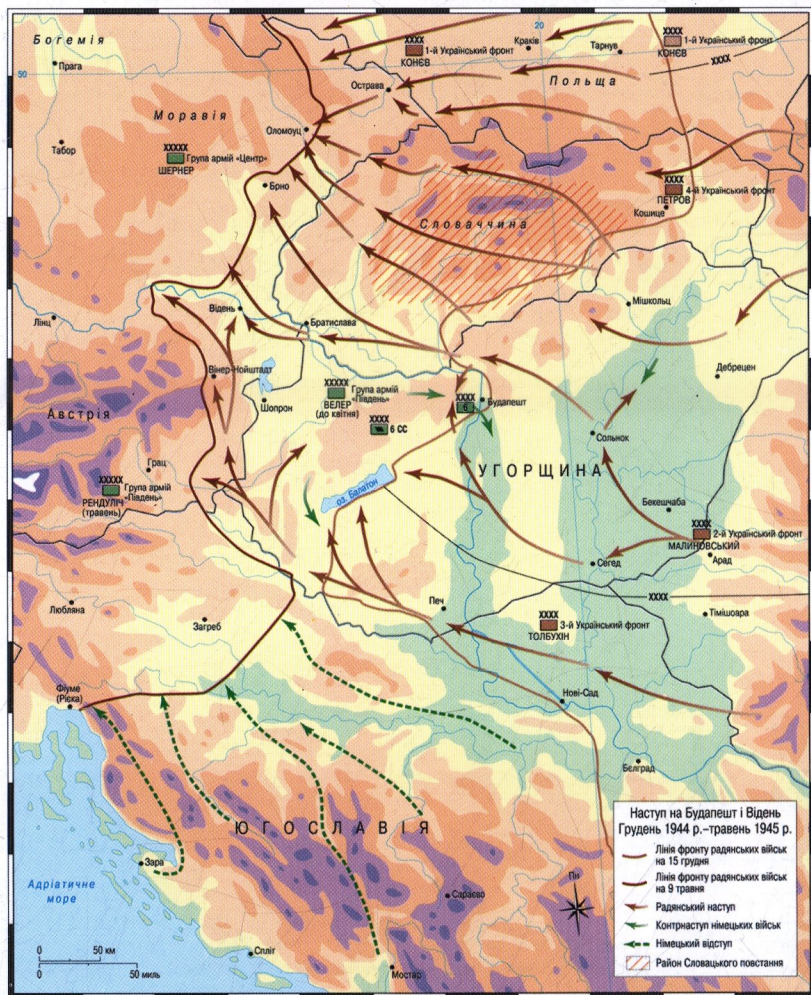 Богемія
Прага
50
20
XXXX
1-й Український фронт
КОНЄВ
Краків
Тарнув
XXXX
1-й Український фронт
КОНЄВ
XXXX
Польща
Острава
Моравія
Оломоуц
Табор
XXXXX
Група армій «Центр»
ШЕРНЕР
Брно
XXXX
4-й Український фронт
ПЕТРОВ
Кошице
Словаччина
Мішкольц
Лінц
Відень
Братислава
Вінер-Нойштадт
Дебрецен
Австрія
Шопрон
XXXXX
Група армій
«Південь»
ВЕЛЕР
(до квітня)
XXXX
6
Будапешт
XXXX
6 СС
Сольнок
УГОРЩИНА
Грац
XXXXX
Група армій
«Південь»
РЕНДУЛІЧ
(травень)
оз. Балатон
Бекешчаба
XXXX
2-й Український фронт
МАЛИНОВСЬКИЙ
Арад
Сегед
XXXX
Любляна
Загреб
Печ
XXXX
3-й Український фронт
ТОЛБУХІН
Тімішоара
Фіуме
(Рієка)
Нові-Сад
Бєлград
ЮГОСЛАВІЯ
Зара
Адріатичне
море
Сараєво
Спліт
Мостар
Пн
0 50 км
0 50 миль
Наступ на Будапешт і Відень
Грудень 1944 р.–травень 1945 р.
Лінія фронту радянських військ
на 15 грудня
Лінія фронту радянських військ
на 9 травня
Радянський наступ
Контрнаступ німецьких військ
Німецький відступ
Район Словацького повстання